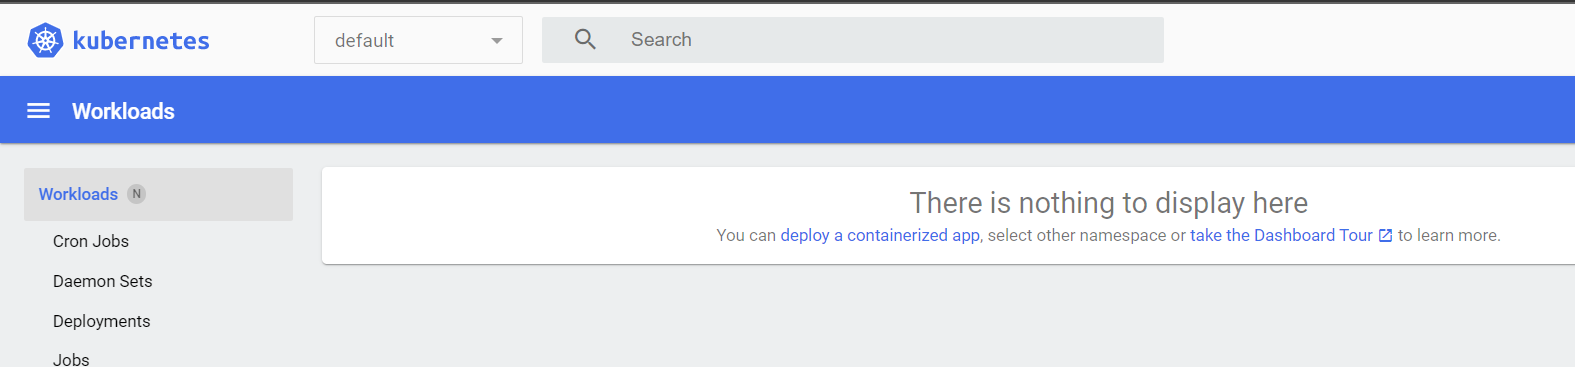 kubernetes
default
Search
Workloads
Workloads N
Cron Jobs
Daemon Sets
Deployments
Jobs
There is nothing to display here
You can deploy a containerized app, select other namespace or take the Dashboard Tour to learn more.